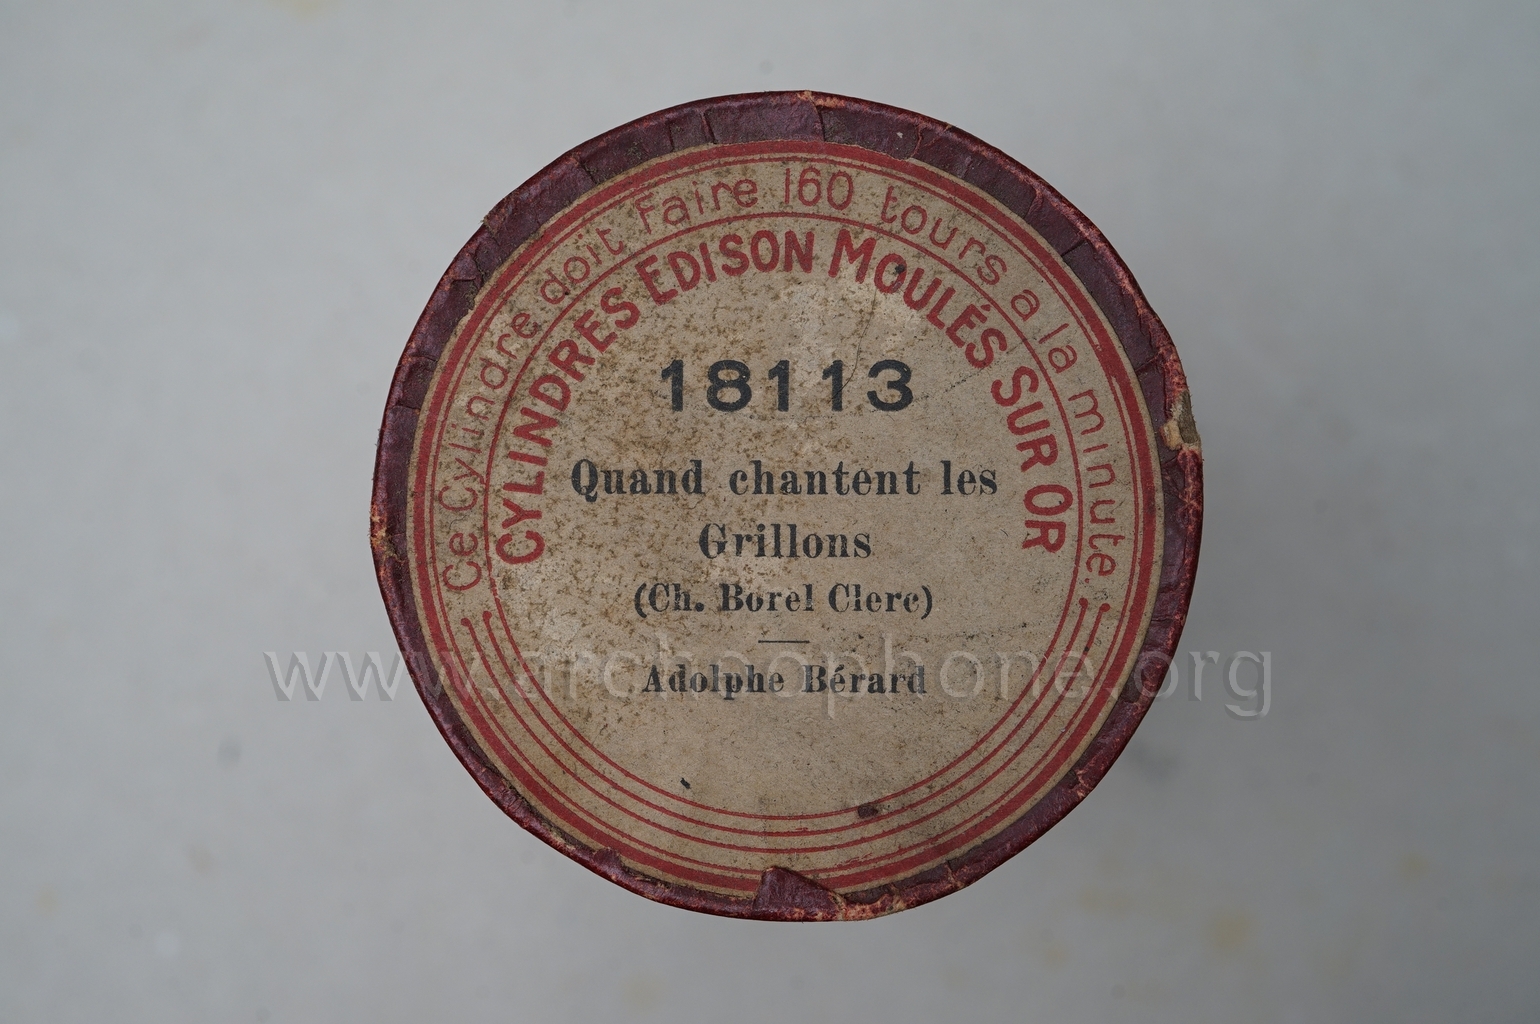 Ce Cylindre doit Faire 160 tours a la minute.
CYLINDRES EDISON MOULÉS SUR OR
18113
Quand chantent les
Grillons
(Ch. Borel Clerc)
Adolphe Bérard
www.archeophone.org